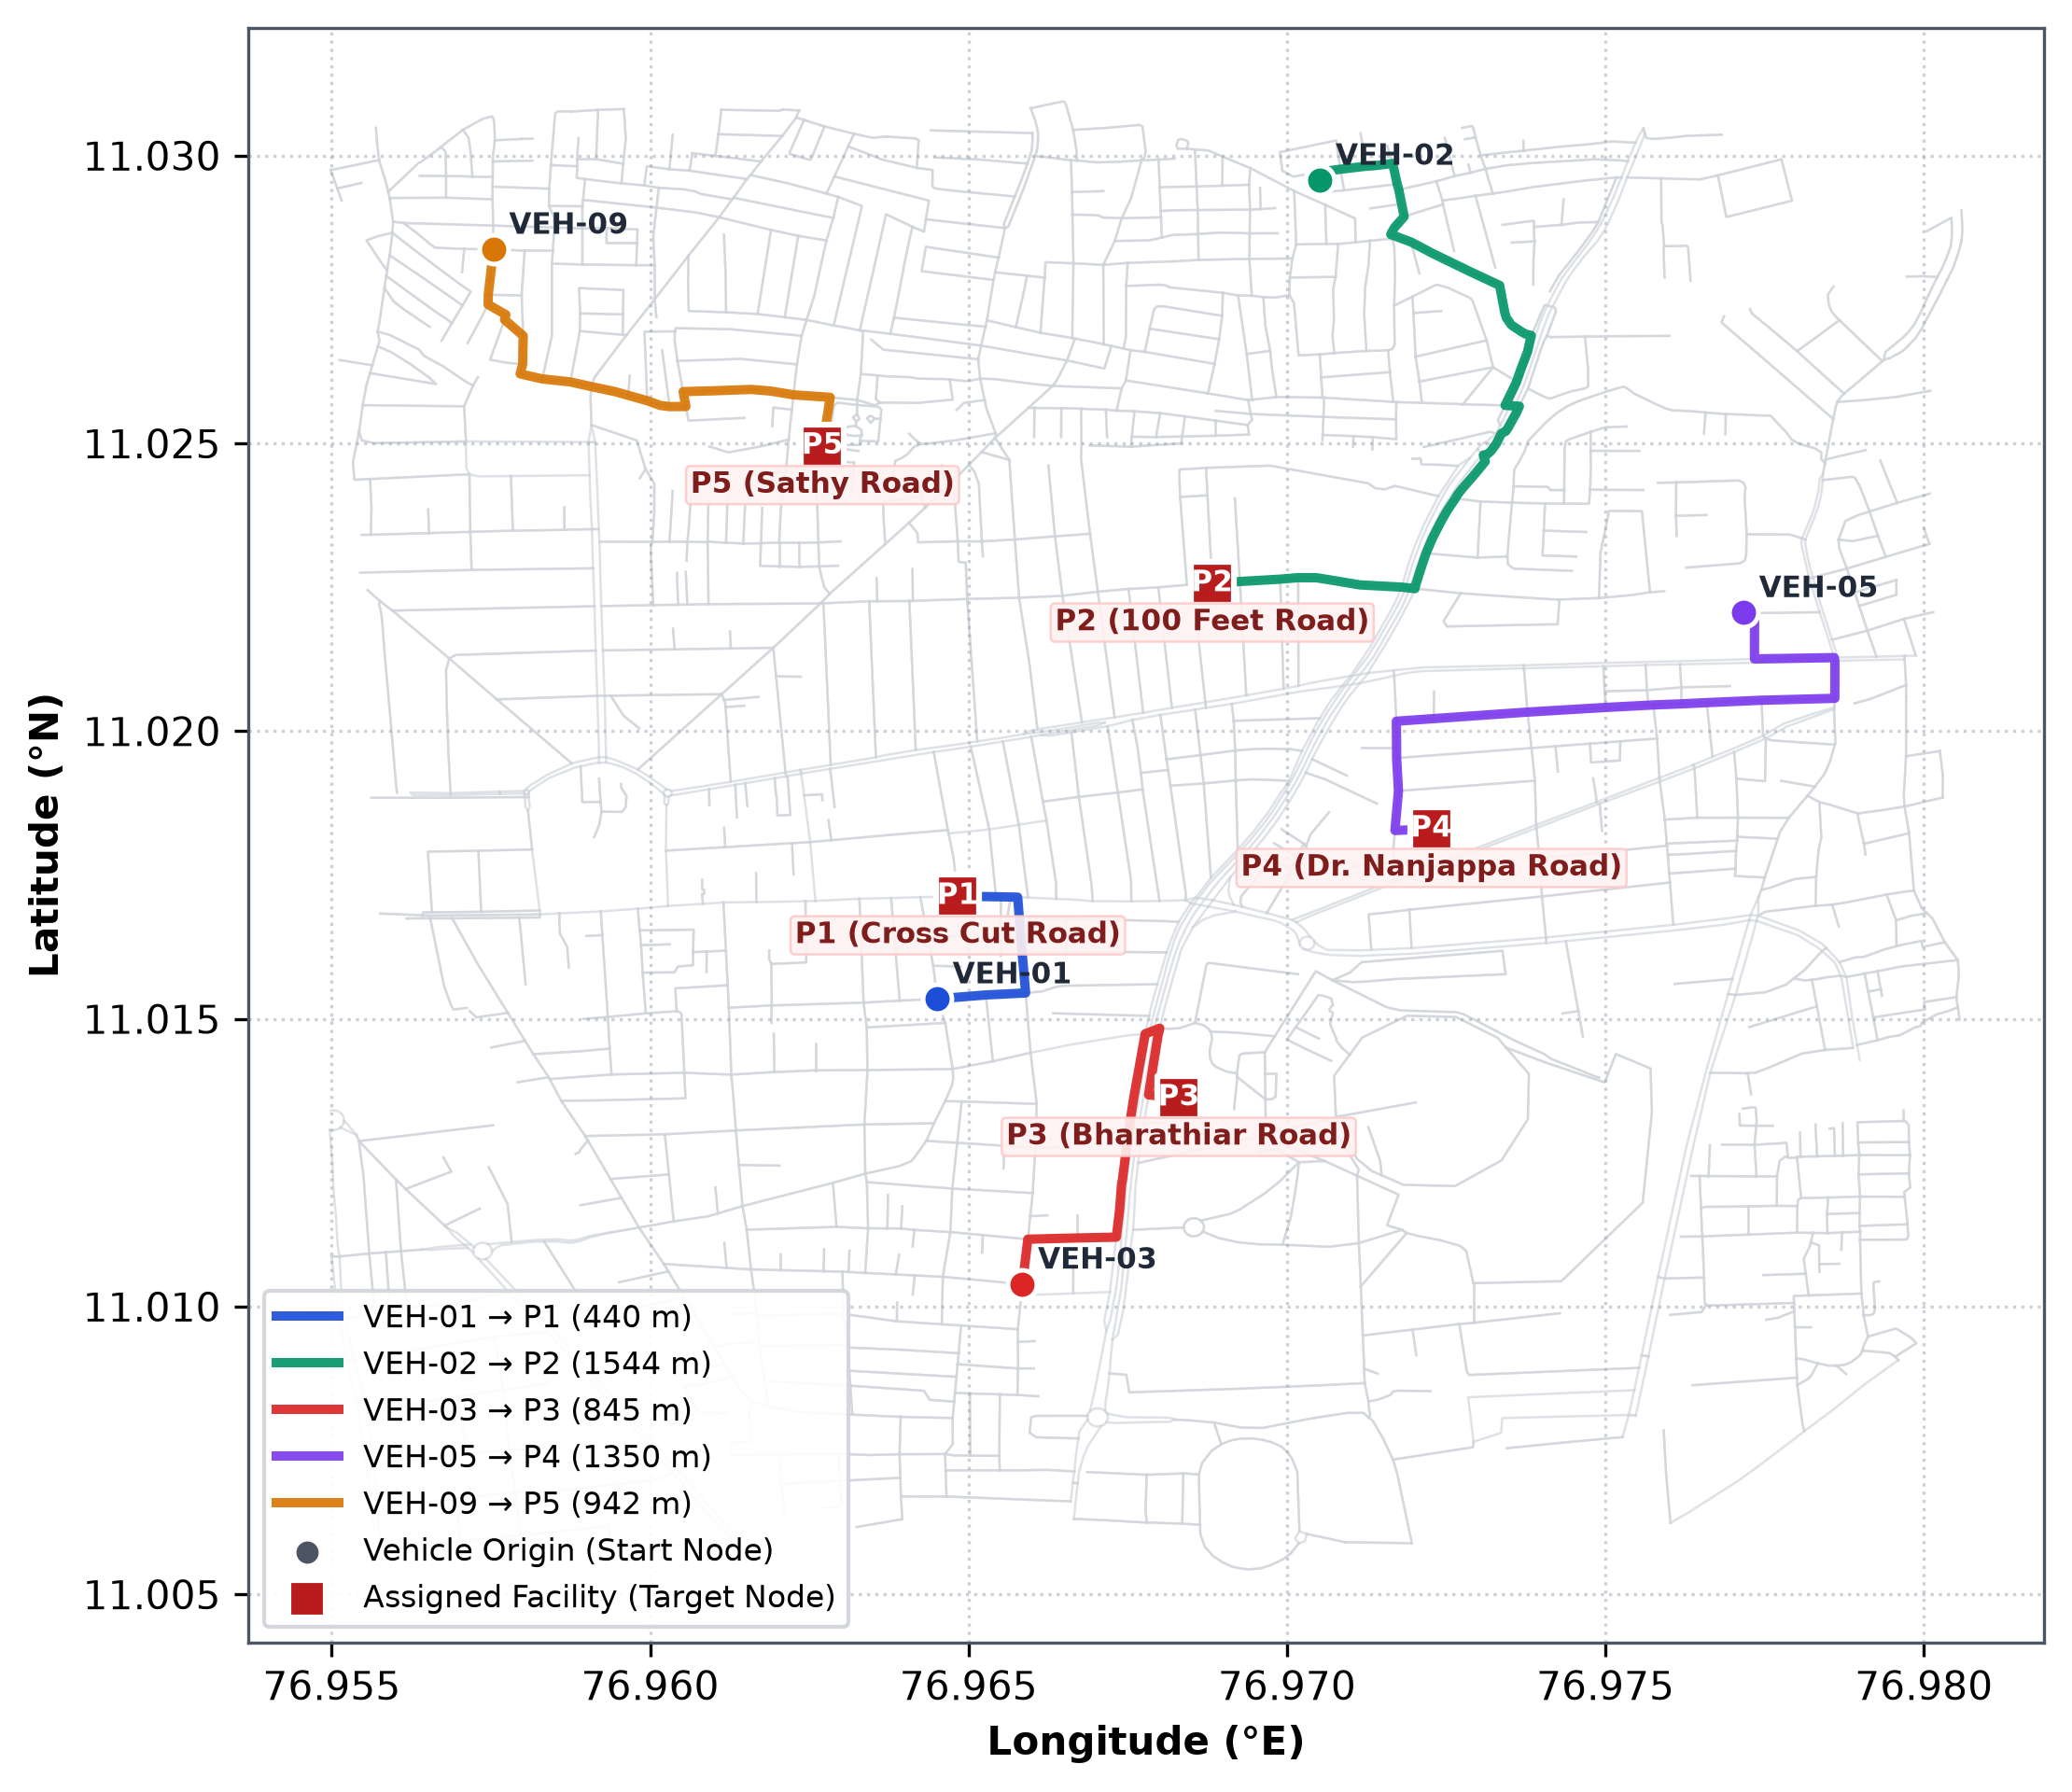 11.030
11.025
11.020
11.015
11.010
11.005
Latitude (°N)
VEH-02
VEH-09
P5
P5 (Sathy Road)
P2
P2 (100 Feet Road)
VEH-05
P4
P4 (Dr. Nanjappa Road)
P1
P1 (Cross Cut Road)
VEH-01
P3
P3 (Bharathiar Road)
VEH-03
VEH-01 → P1 (440 m)
VEH-02 → P2 (1544 m)
VEH-03 → P3 (845 m)
VEH-05 → P4 (1350 m)
VEH-09 → P5 (942 m)
Vehicle Origin (Start Node)
Assigned Facility (Target Node)
76.955 76.960 76.965 76.970 76.975 76.980
Longitude (°E)